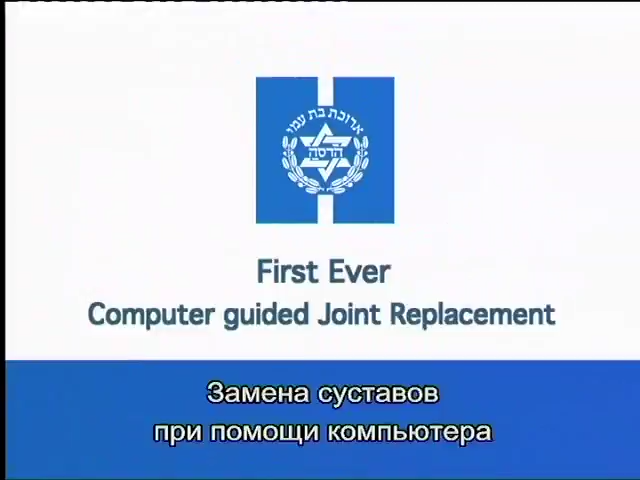 ארוכת בת עמי
הדסה
First Ever
Computer guided Joint Replacement
Замена суставов
при помощи компьютера